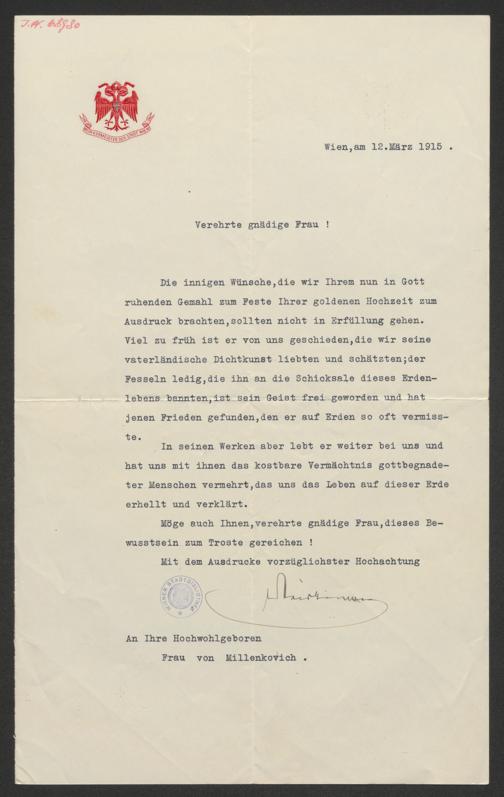 Wien,am 12.März 1915 .
Verehrte gnädige Frau !
Die innigen Wünsche,die wir Ihrem nun in Gott
ruhenden Gemahl zum Feste Ihrer goldenen Hochzeit zum
Ausdruck brachten,sollten nicht in Erfüllung gehen.
Viel zu früh ist er von uns geschieden,die wir seine
vaterländische Dichtkunst liebten und schätzten;der
Fesseln ledig,die ihn an die Schicksale dieses Erden-
lebens bannten,ist sein Geist frei geworden und hat
jenen Frieden gefunden,den er auf Erden so oft vermiss-
te.
In seinen Werken aber lebt er weiter bei uns und
hat uns mit ihnen das kostbare Vermächtnis gottbegnade-
ter Menschen vermehrt,das uns das Leben auf dieser Erde
erhellt und verklärt.
Möge auch Ihnen,verehrte gnädige Frau,dieses Be-
wusstsein zum Troste gereichen !
Mit dem Ausdrucke vorzüglichster Hochachtung
WIENER STADTBIBLIOTHEK
An Ihre Hochwohlgeboren
Frau von Millenkovich .